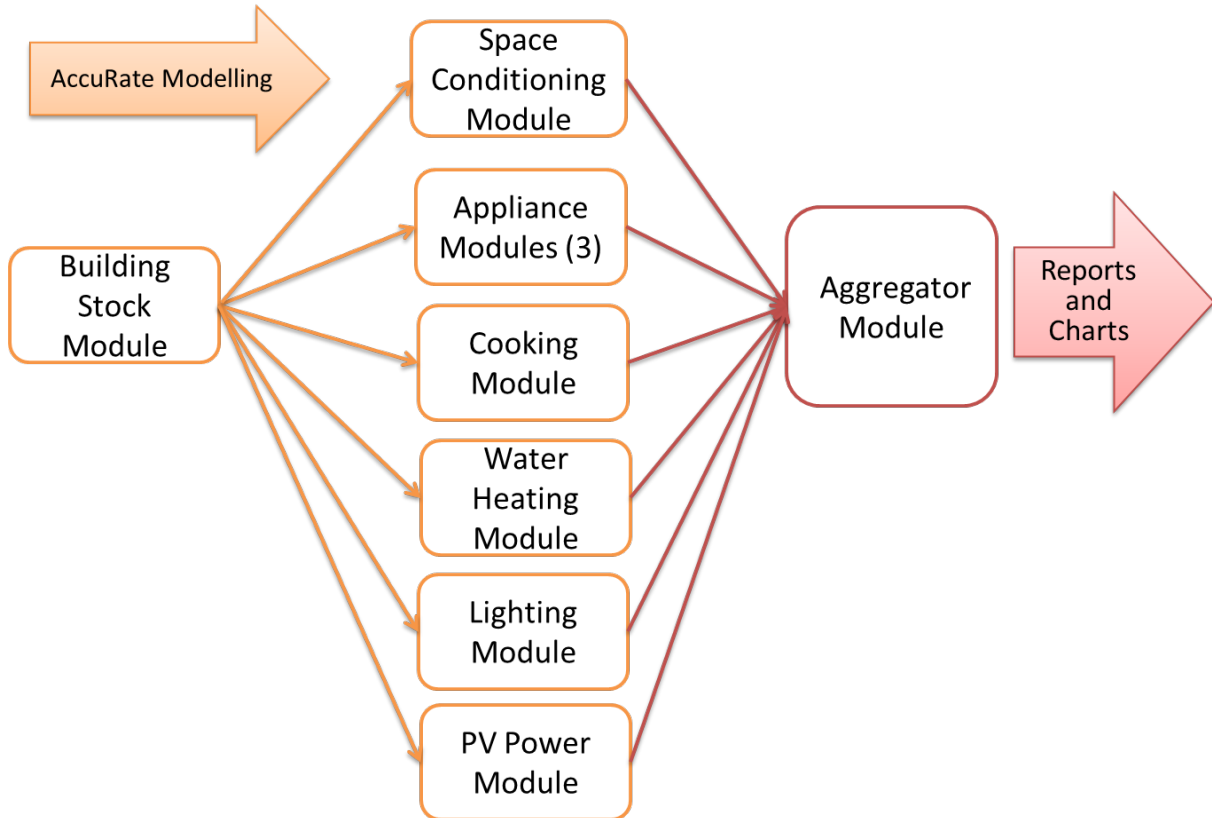 AccuRate Modelling
Space
Conditioning
Module
Appliance
Modules (3)
Building
Stock
Module
Cooking
Module
Water
Heating
Module
Lighting
Module
PV Power
Module
Aggregator
Module
Reports
and
Charts